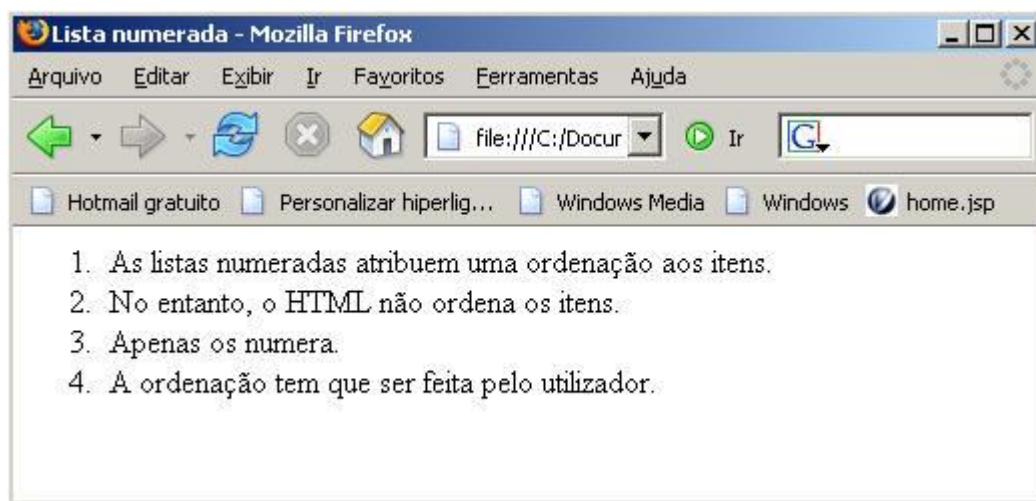 Lista numerada - Mozilla Firefox
Arquivo Editar Exibir Ir Favoritos Ferramentas Ajuda
file:///C:/Docur Ir G
Hotmail gratuito Personalizar hiperlig... Windows Media Windows home.jsp
1. As listas numeradas atribuem uma ordenação aos itens.
2. No entanto, o HTML não ordena os itens.
3. Apenas os numera.
4. A ordenação tem que ser feita pelo utilizador.